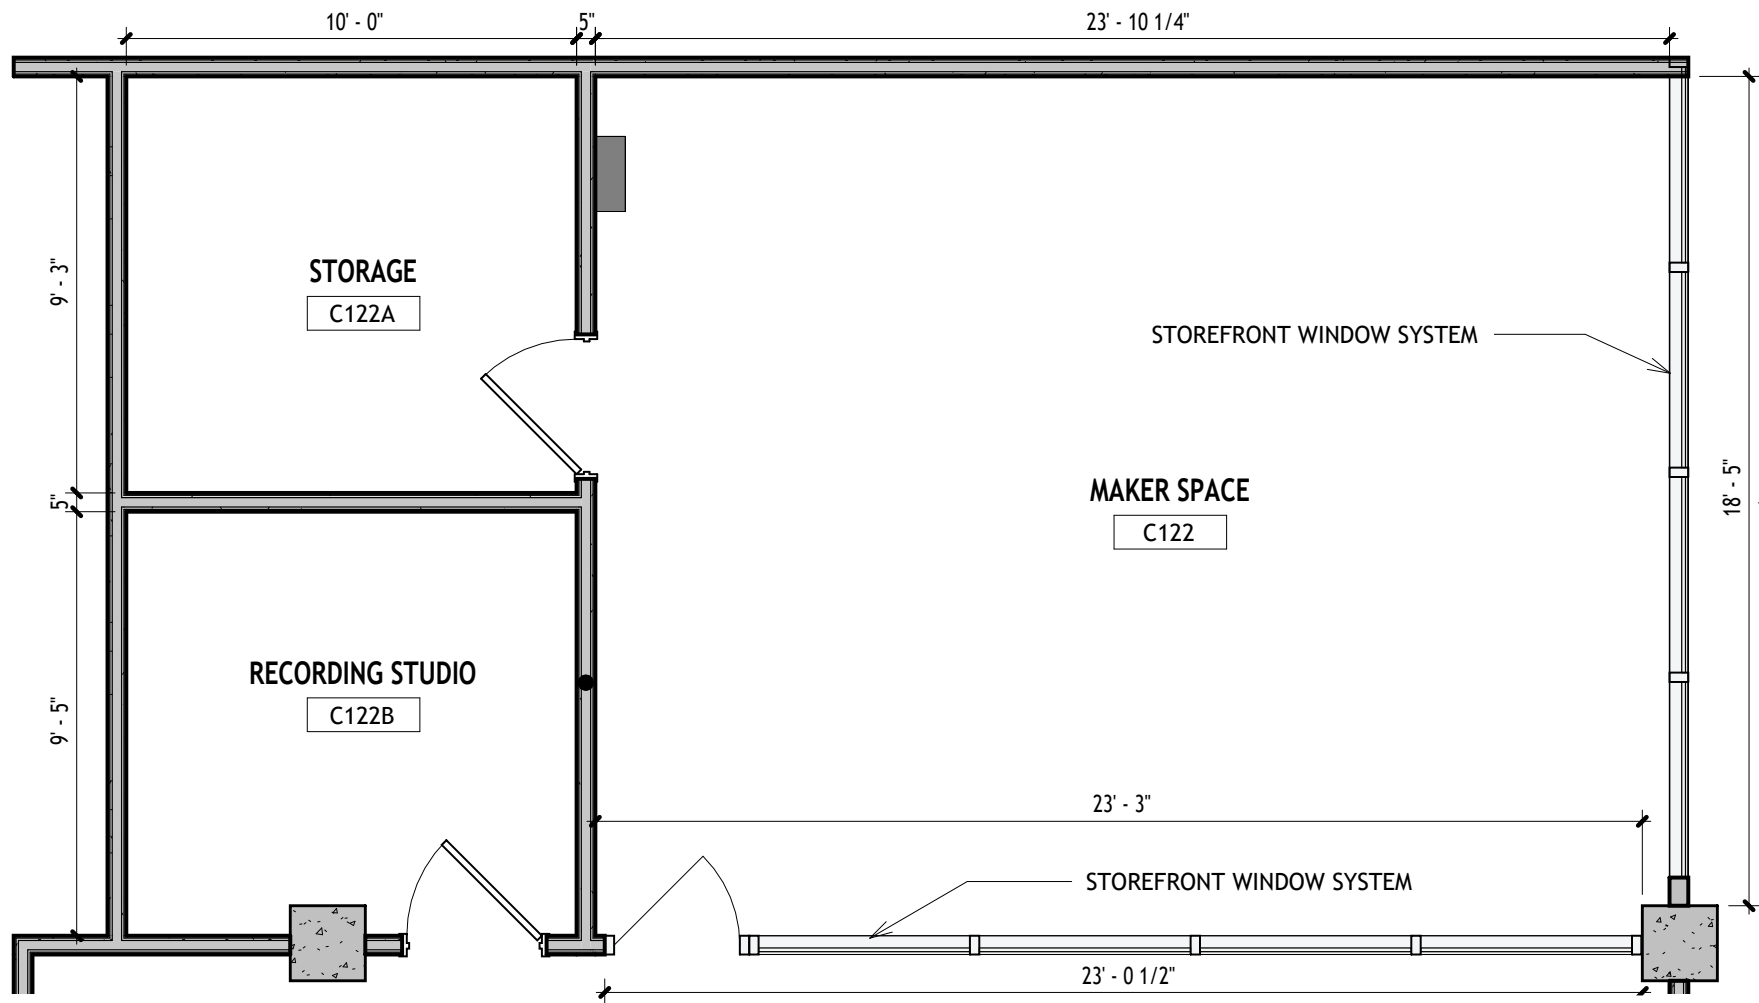 10' - 0"
5"
23' - 10 1/4"
9' - 3"
STORAGE
C122A
STOREFRONT WINDOW SYSTEM
5"
MAKER SPACE
C122
18' - 5"
RECORDING STUDIO
C122B
9' - 5"
23' - 3"
STOREFRONT WINDOW SYSTEM
23' - 0 1/2"